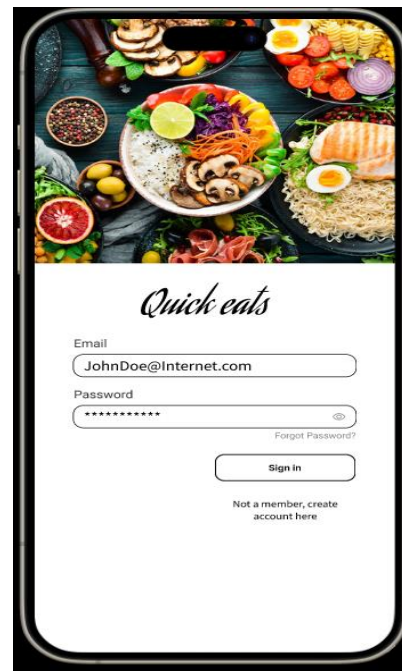 Quick eats
Email
JohnDoe@Internet.com
Password
***********
Forgot Password?
Sign in
Not a member, create
account here